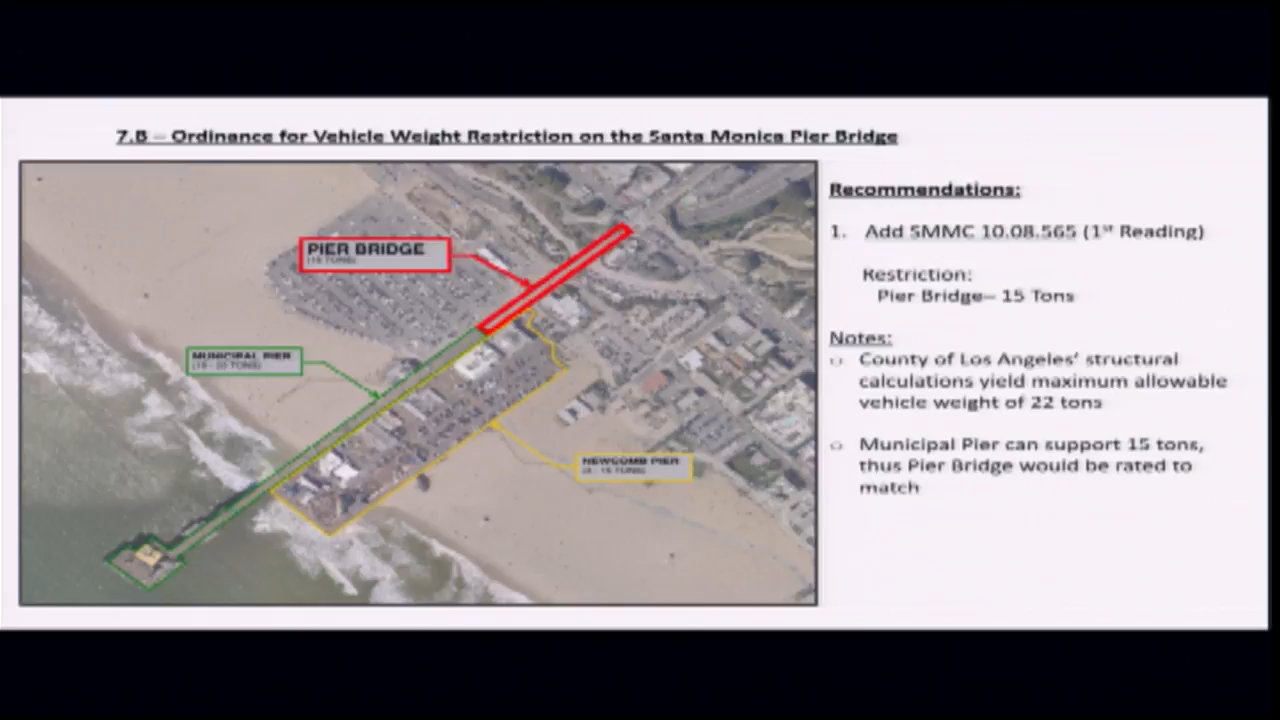 7.B – Ordinance for Vehicle Weight Restriction on the Santa Monica Pier Bridge
PIER BRIDGE
(15 TONS)
MUNICIPAL PIER
NEWCOMB PIER
Recommendations:
1. Add SMMC 10.08.565 (1st Reading)
Restriction:
Pier Bridge– 15 Tons
Notes:
○ County of Los Angeles' structural
calculations yield maximum allowable
vehicle weight of 22 tons
○ Municipal Pier can support 15 tons,
thus Pier Bridge would be rated to
match